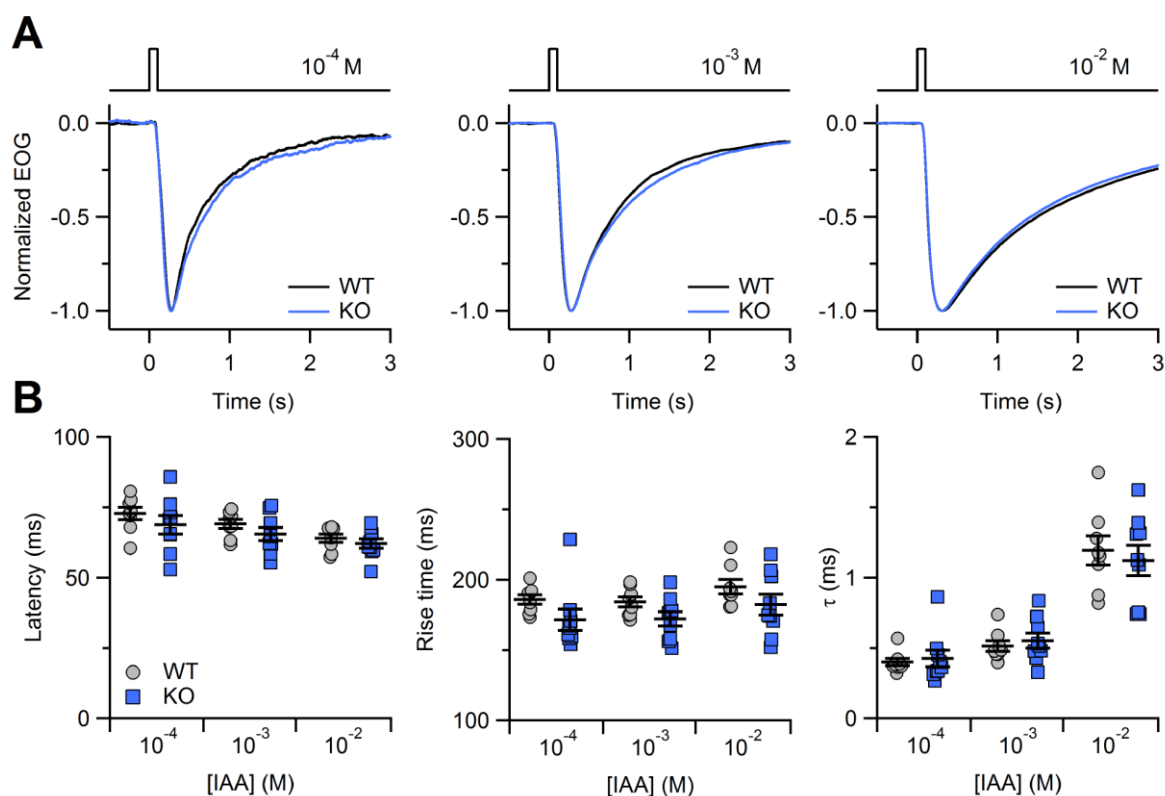 A
10⁻⁴ M
10⁻³ M
10⁻² M
Normalized EOG
0.0
-0.5
-1.0
WT
KO
0 1 2 3
Time (s)
0.0
-0.5
-1.0
WT
KO
0 1 2 3
Time (s)
0.0
-0.5
-1.0
WT
KO
0 1 2 3
Time (s)
B
Latency (ms)
100
50
0
WT
KO
10⁻⁴ 10⁻³ 10⁻²
[IAA] (M)
Rise time (ms)
300
200
100
10⁻⁴ 10⁻³ 10⁻²
[IAA] (M)
τ (ms)
2
1
0
10⁻⁴ 10⁻³ 10⁻²
[IAA] (M)